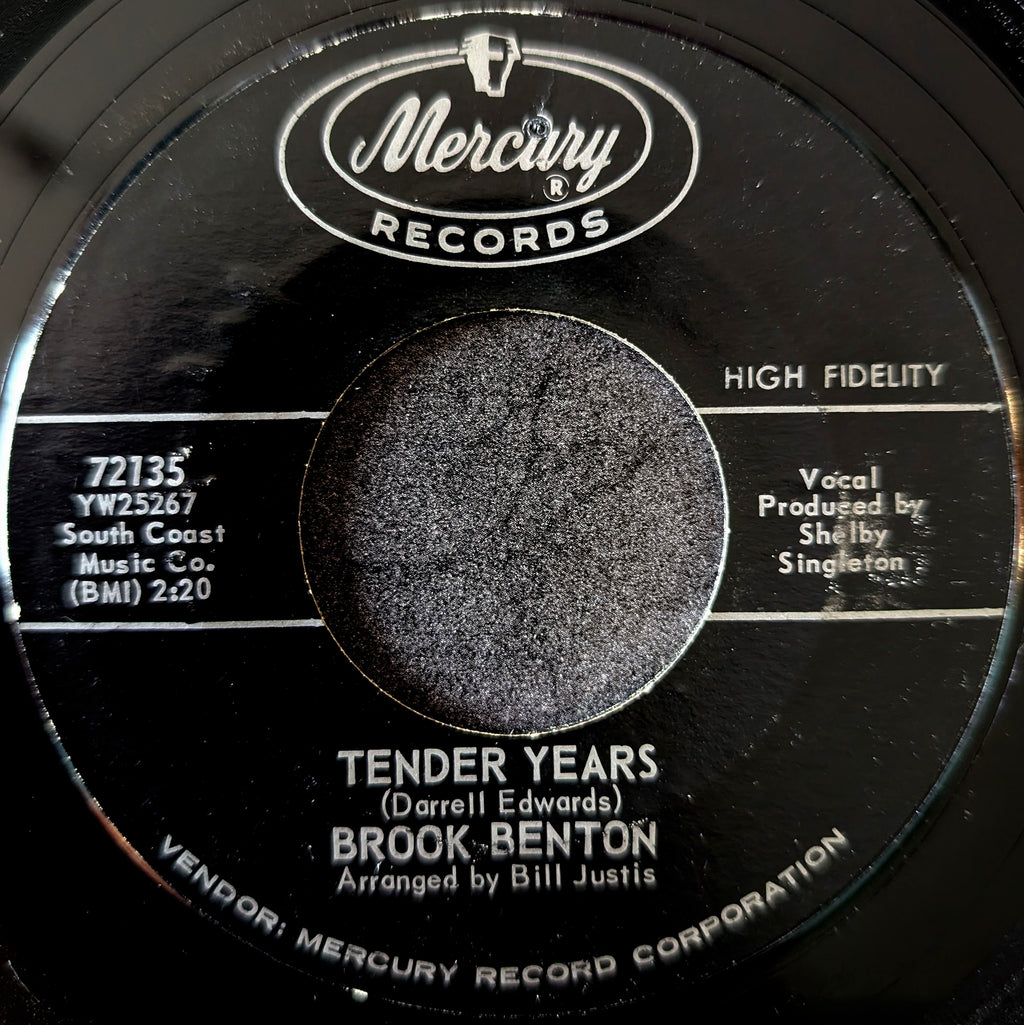 Mercury
®
RECORDS
HIGH FIDELITY
72135
YW25267
South Coast
Music Co.
(BMI) 2:20
Vocal
Produced by
Shelby
Singleton
TENDER YEARS
(Darrell Edwards)
BROOK BENTON
Arranged by Bill Justis
VENDOR: MERCURY RECORD CORPORATION